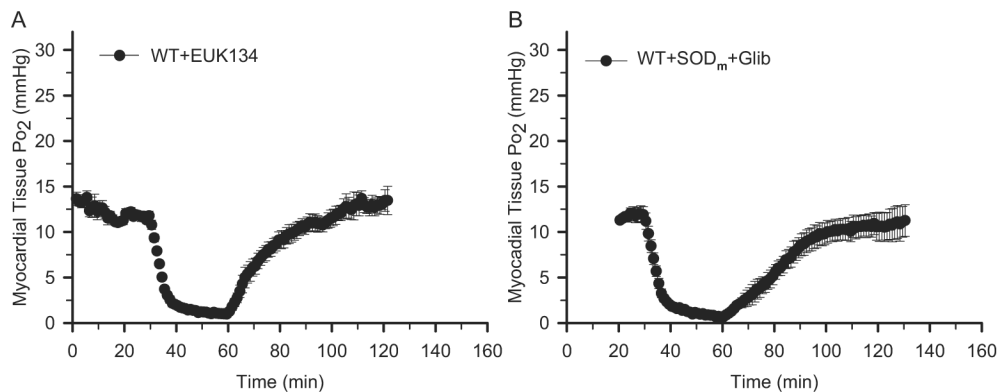 A
WT+EUK134
Myocardial Tissue Po2 (mmHg)
30
25
20
15
10
5
0
0 20 40 60 80 100 120 140 160
Time (min)
B
WT+SODm+Glib
Myocadial Tissue Po2 (mmHg)
30
25
20
15
10
5
0
0 20 40 60 80 100 120 140 160
Time (min)